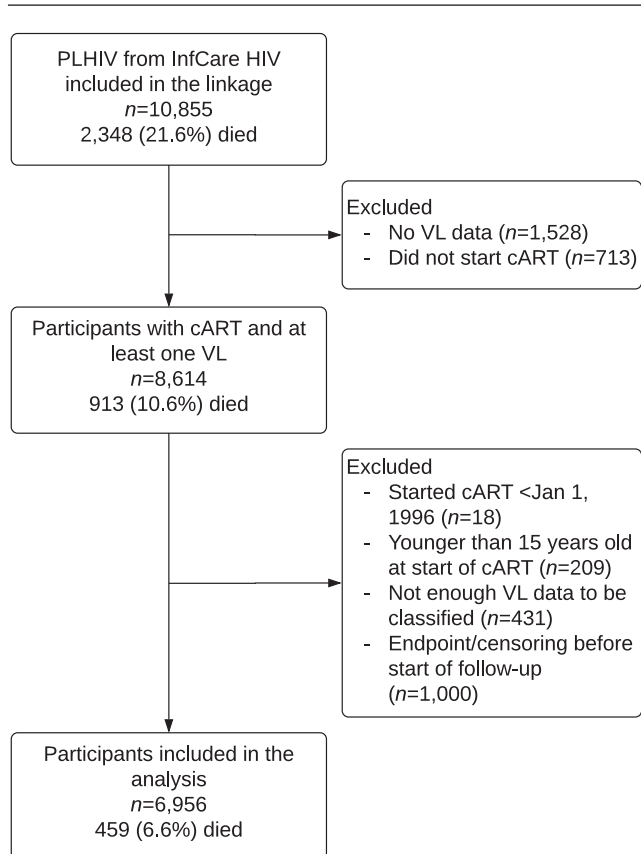 PLHIV from InfCare HIV
included in the linkage
n=10,855
2,348 (21.6%) died
Excluded
- No VL data (n=1,528)
- Did not start cART (n=713)
Participants with cART and at
least one VL
n=8,614
913 (10.6%) died
Excluded
- Started cART <Jan 1,
1996 (n=18)
- Younger than 15 years old
at start of cART (n=209)
- Not enough VL data to be
classified (n=431)
- Endpoint/censoring before
start of follow-up
(n=1,000)
Participants included in the
analysis
n=6,956
459 (6.6%) died